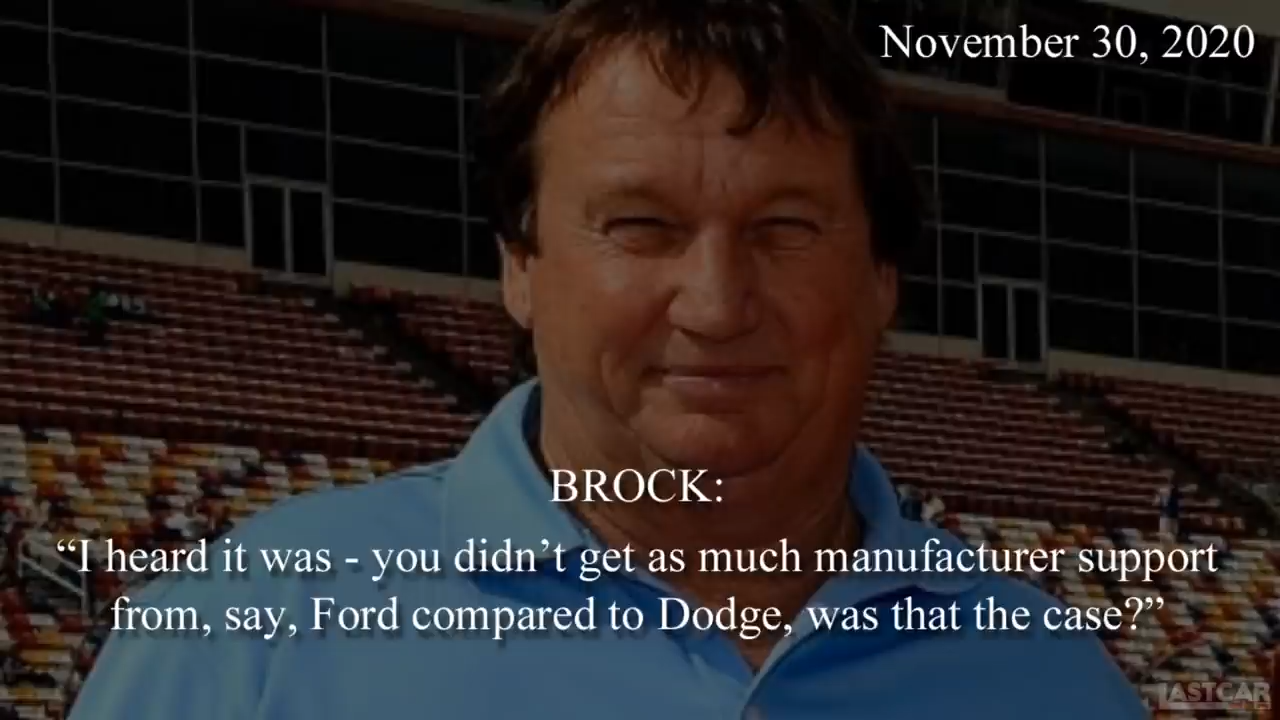 November 30, 2020
BROCK:
“I heard it was - you didn’t get as much manufacturer support
from, say, Ford compared to Dodge, was that the case?”
LASTCAR